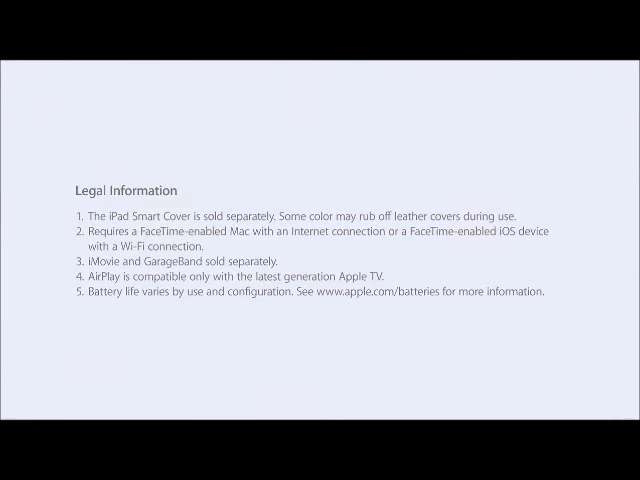 Legal Information
1. The iPad Smart Cover is sold separately. Some color may rub off leather covers during use.
2. Requires a FaceTime-enabled Mac with an Internet connection or a FaceTime-enabled iOS device
with a Wi-Fi connection.
3. iMovie and GarageBand sold separately.
4. AirPlay is compatible only with the latest generation Apple TV.
5. Battery life varies by use and configuration. See www.apple.com/batteries for more information.